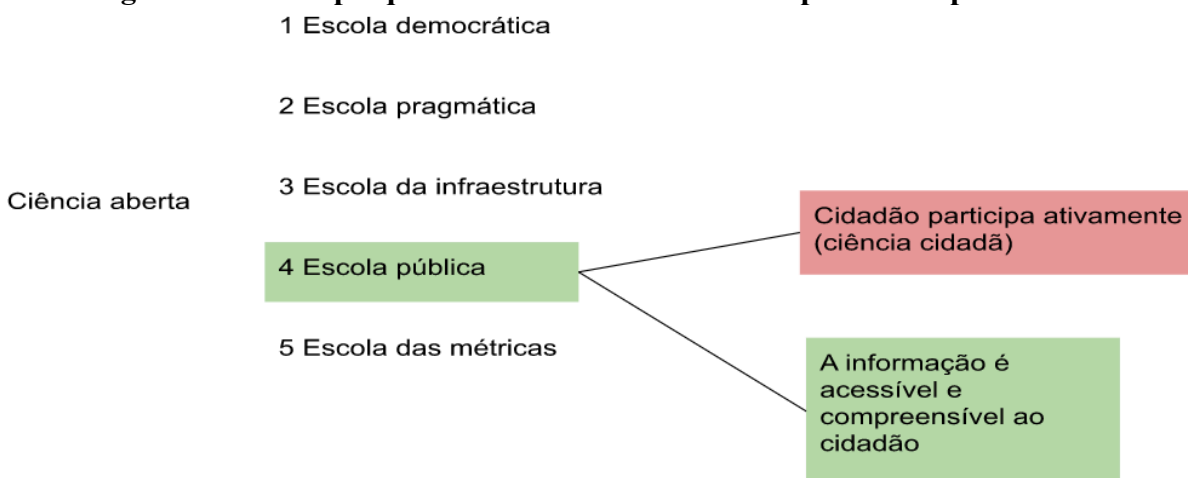 1 Escola democrática
2 Escola pragmática
3 Escola da infraestrutura
Ciência aberta
Cidadão participa ativamente
(ciência cidadã)
4 Escola pública
5 Escola das métricas
A informação é
acessível e
compreensível ao
cidadão